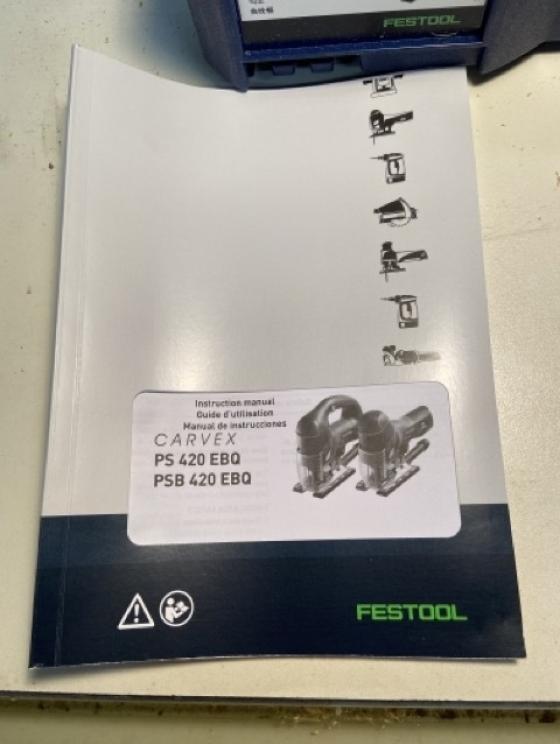 FESTOOL
Instruction manual
Guide d'utilisation
Manual de instrucciones
CARVEX
PS 420 EBQ
PSB 420 EBQ
FESTOOL